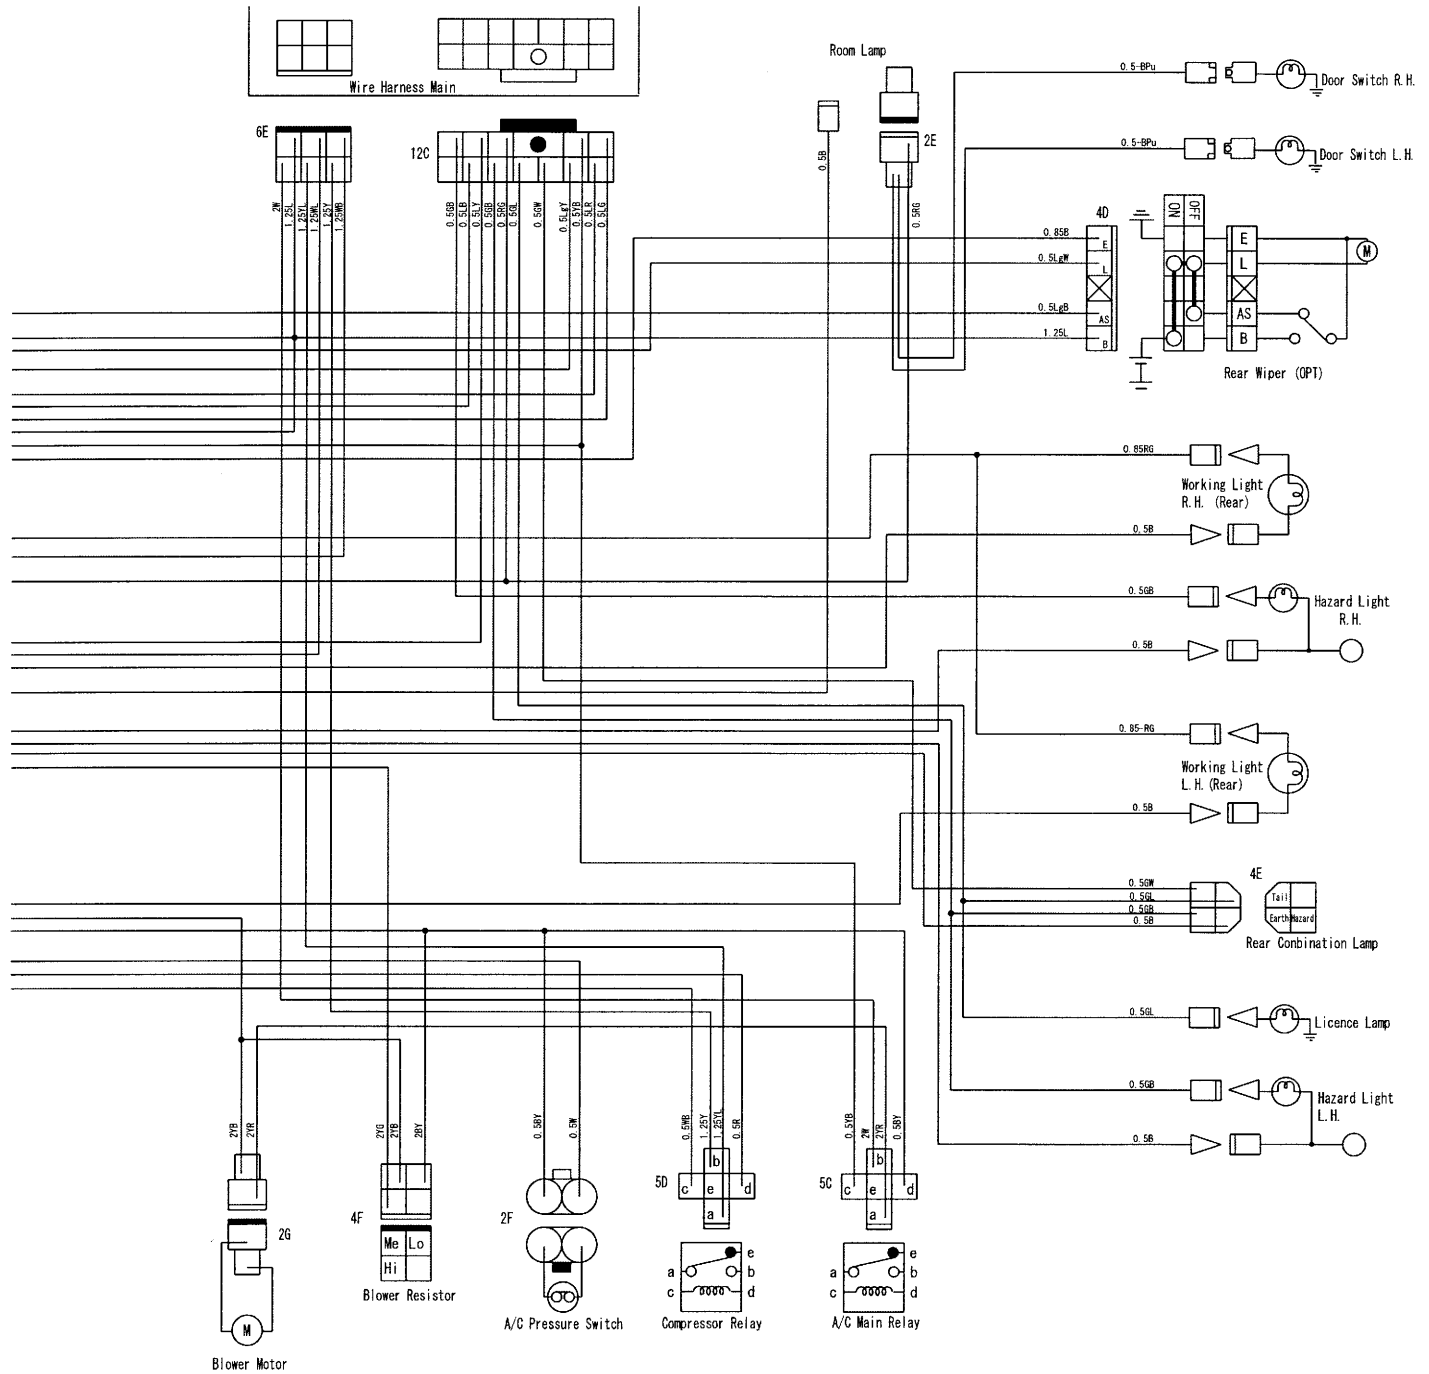 Wire Harness Main
Room Lamp
0.5-BPu
Door Switch R.H.
6E
12C
2E
0.5B
0.5-BPu
Door Switch L.H.
2W
1.25L
1.25YL
1.25WL
1.25Y
1.25WB
0.5GB
0.5LB
0.5LY
0.5GB
0.5RG
0.5GL
0.5GW
0.5LgY
0.5YB
0.5LR
0.5LG
0.5RG
4D
ON
OFF
0.85B
E
E
M
0.5LgW
L
L
0.5LgB
AS
AS
1.25L
B
B
Rear Wiper (OPT)
0.85RG
Working Light
R.H. (Rear)
0.5B
0.5GB
Hazard Light
R.H.
0.5B
0.85-RG
Working Light
L.H. (Rear)
0.5B
4E
0.5GW
0.5GL
0.5GB
0.5B
Tail
Earth Hazard
Rear Conbination Lamp
0.5GL
Licence Lamp
0.5GB
Hazard Light
L.H.
0.5B
2YB
2YR
2YG
2YB
2BY
0.5BY
0.5W
0.5WB
1.25Y
1.25YL
0.5R
0.5YB
2W
2YR
0.5BY
5D
b
c
e
d
a
5C
b
c
e
d
a
2G
4F
2F
Me Lo
Hi
Blower Resistor
e
a
b
c
d
e
a
b
c
d
A/C Pressure Switch
Compressor Relay
A/C Main Relay
M
Blower Motor